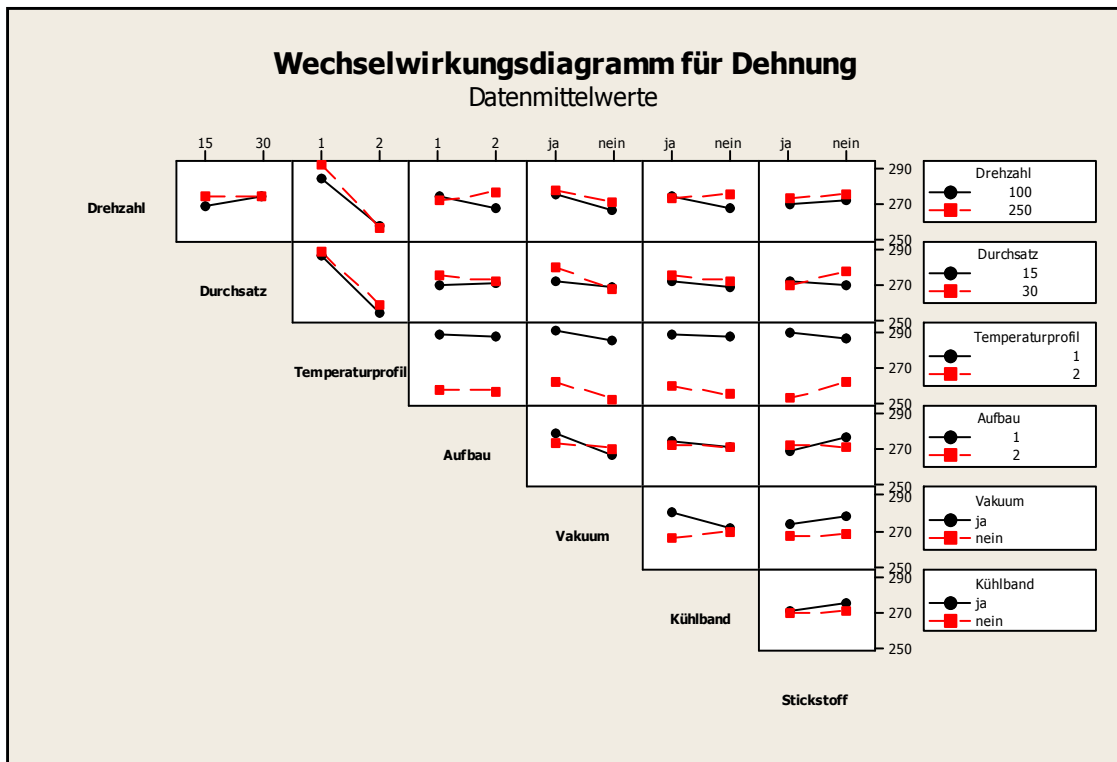 Wechselwirkungsdiagramm für Dehnung
Datenmittelwerte
15 30 1 2 1 2 ja nein ja nein ja nein
Drehzahl
290
270
250
Drehzahl
100
250
Durchsatz
290
270
250
Durchsatz
15
30
Temperaturprofil
290
270
250
Temperaturprofil
1
2
Aufbau
290
270
250
Aufbau
1
2
Vakuum
290
270
250
Vakuum
ja
nein
Kühlband
290
270
250
Kühlband
ja
nein
Stickstoff